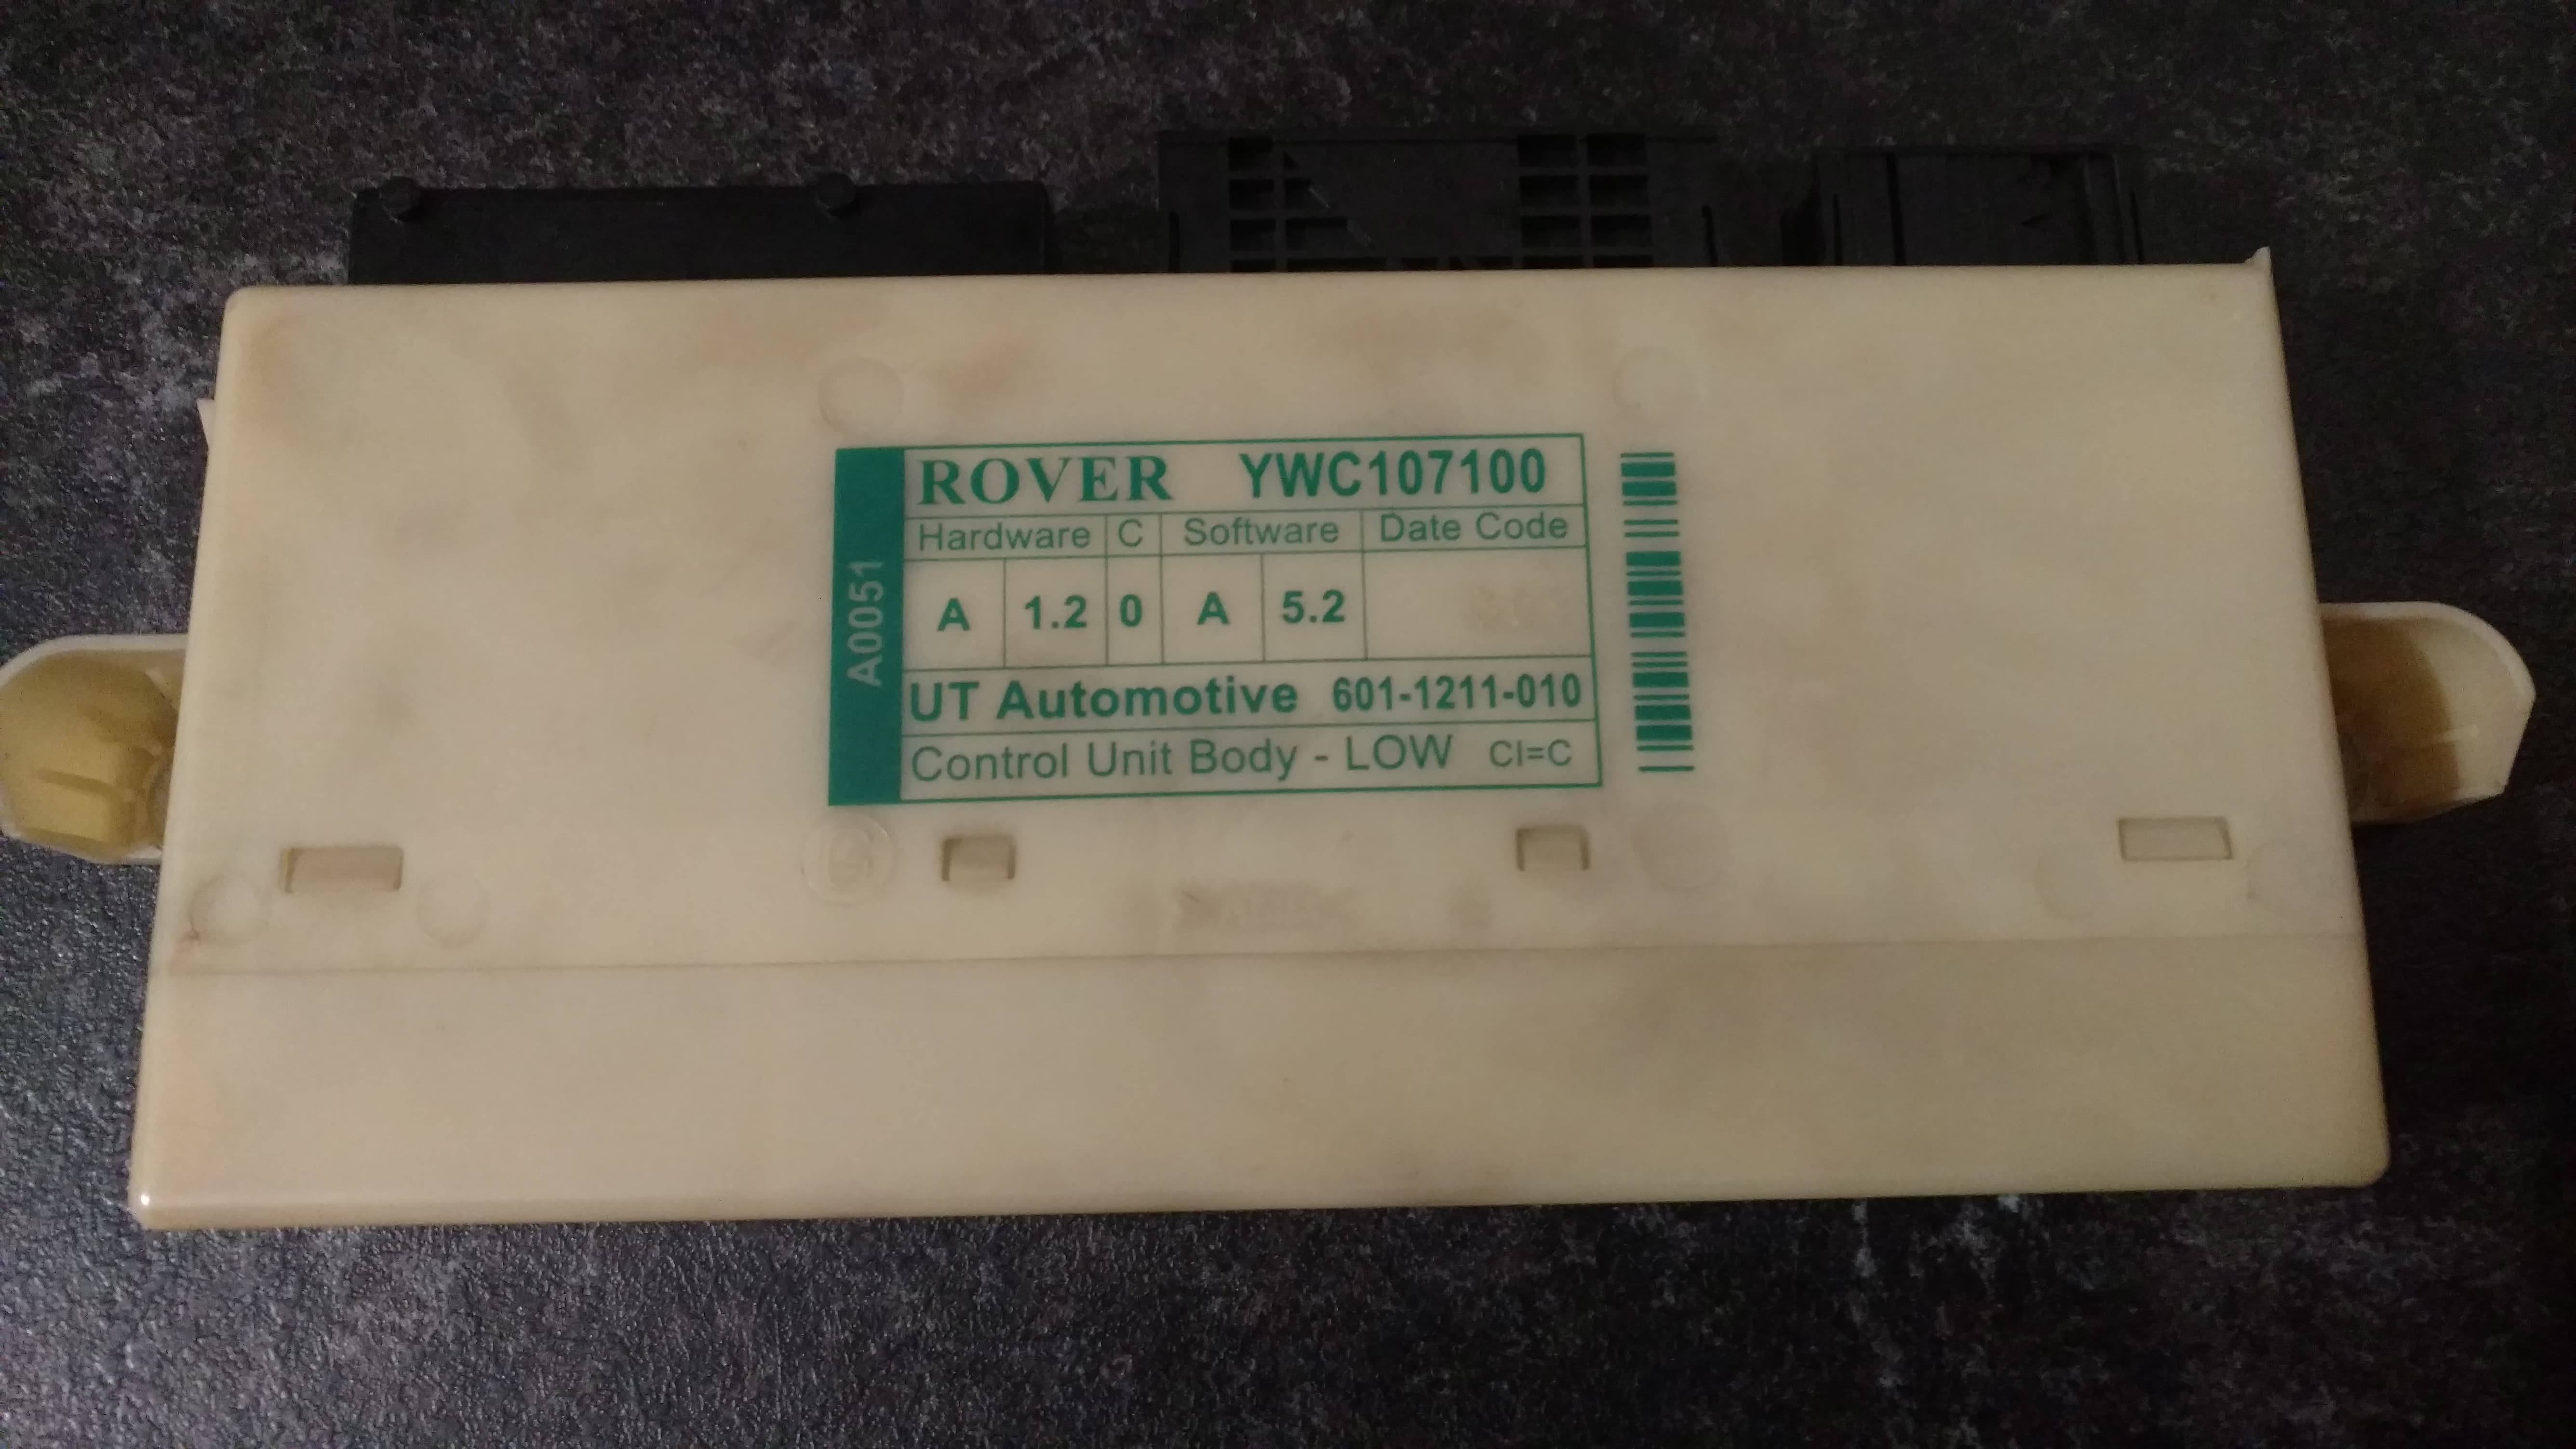 ROVER YWC107100
Hardware C Software Date Code
A 1.2 0 A 5.2
UT Automotive 601-1211-010
Control Unit Body - LOW CI=C
A0051